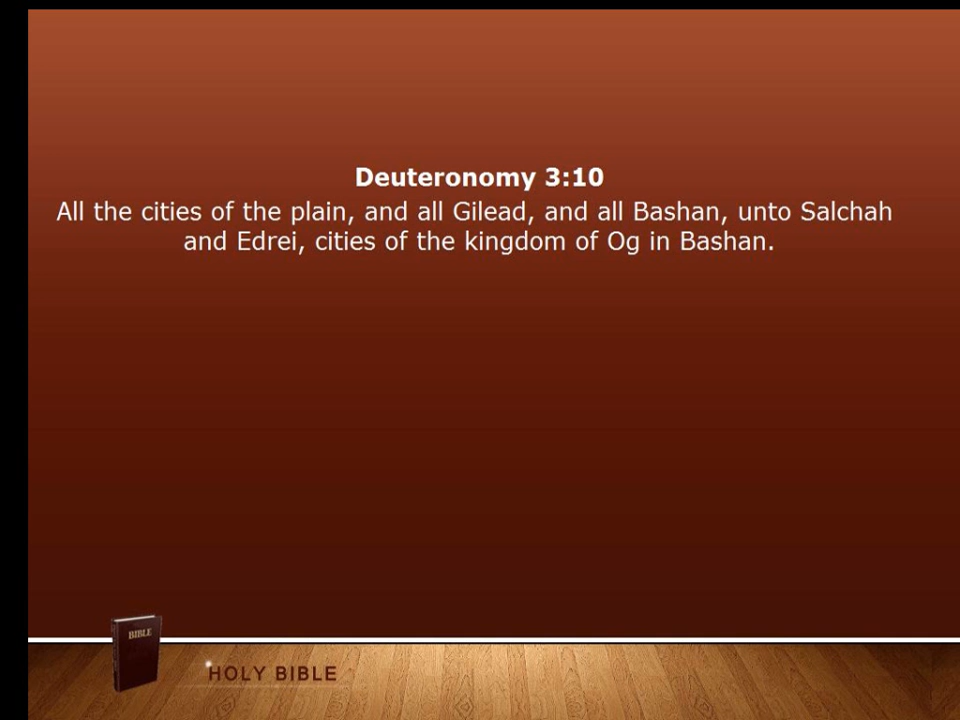 Deuteronomy 3:10
All the cities of the plain, and all Gilead, and all Bashan, unto Salchah
and Edrei, cities of the kingdom of Og in Bashan.
BIBLE
HOLY BIBLE